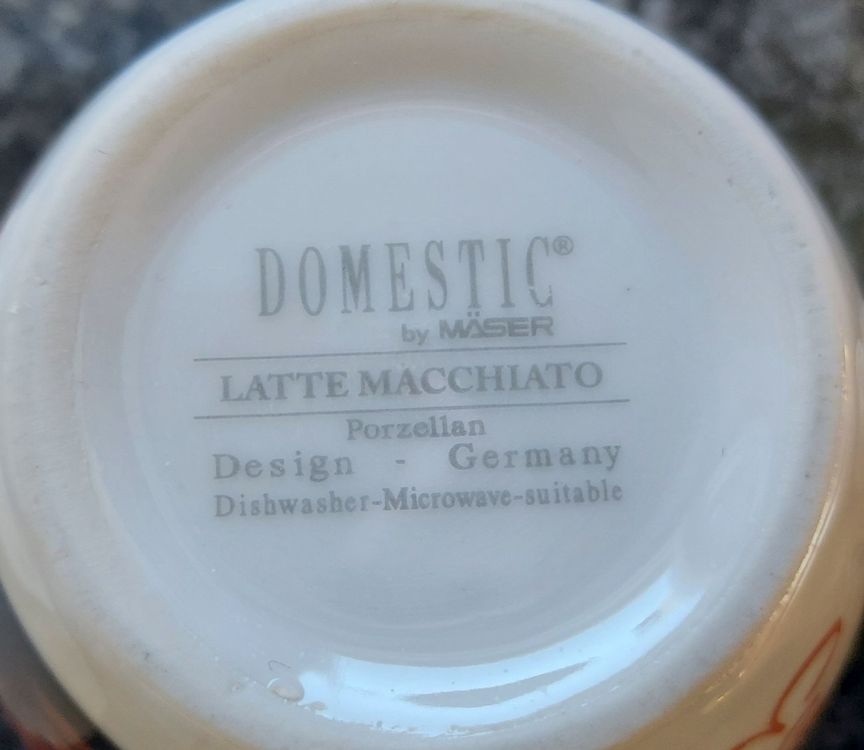 DOMESTIC®
by MÄSER
LATTE MACCHIATO
Porzellan
Design - Germany
Dishwasher-Microwave-suitable